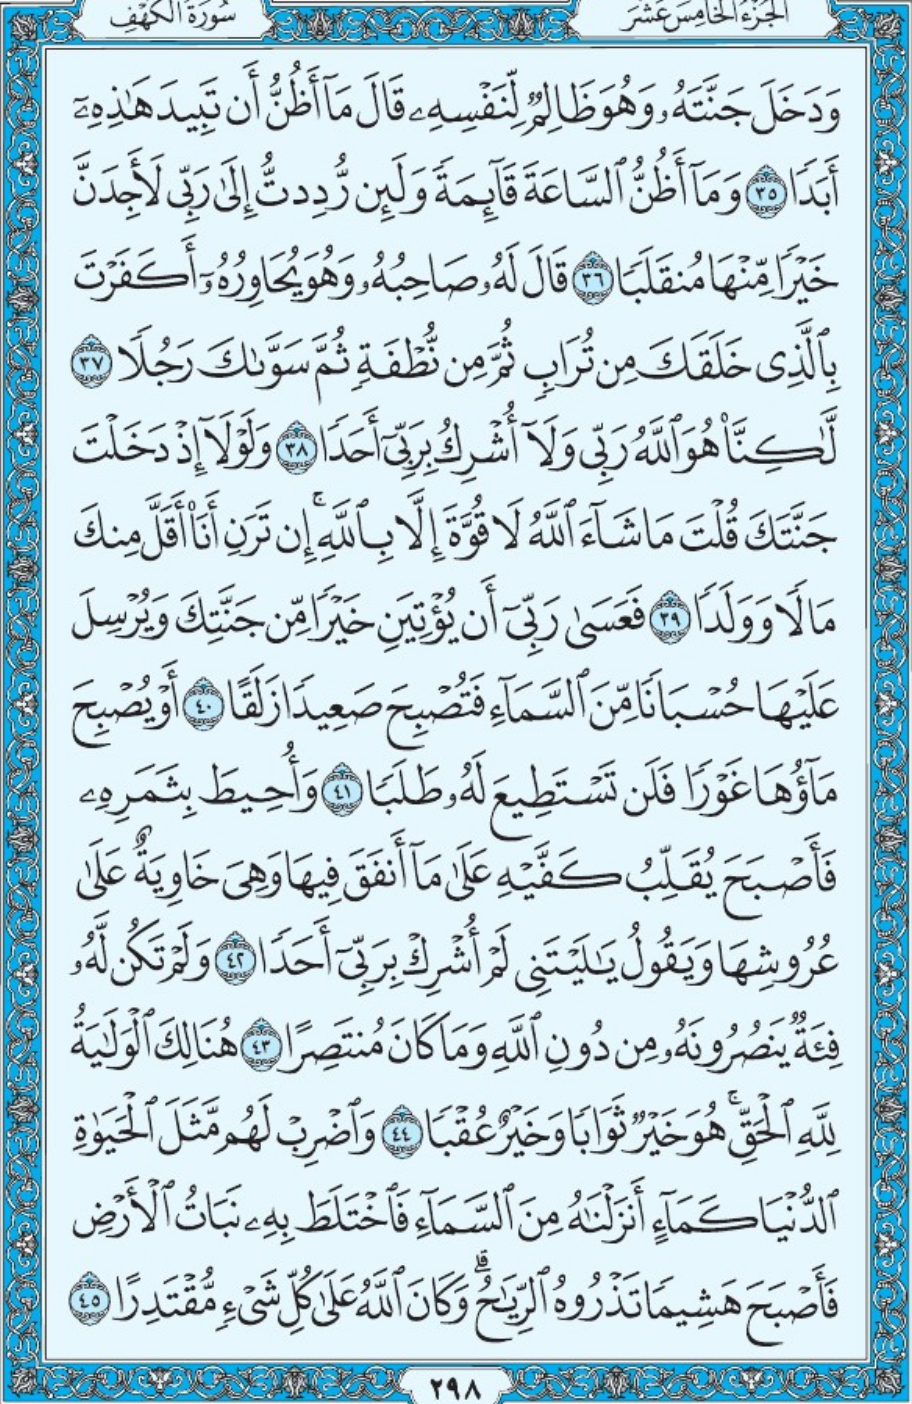 الجزء الخامس عشر
سورة الكهف
وَدَخَلَ جَنَّتَهُۥ وَهُوَ ظَالِمٞ لِّنَفۡسِهِۦ قَالَ مَآ أَظُنُّ أَن تَبِيدَ هَٰذِهِۦٓ
أَبَدٗا ٣٥ وَمَآ أَظُنُّ ٱلسَّاعَةَ قَآئِمَةٗ وَلَئِن رُّدِدتُّ إِلَىٰ رَبِّي لَأَجِدَنَّ
خَيۡرٗا مِّنۡهَا مُنقَلَبٗا ٣٦ قَالَ لَهُۥ صَاحِبُهُۥ وَهُوَ يُحَاوِرُهُۥٓ أَكَفَرۡتَ
بِٱلَّذِي خَلَقَكَ مِن تُرَابٖ ثُمَّ مِن نُّطۡفَةٖ ثُمَّ سَوَّىٰكَ رَجُلٗا ٣٧
لَّٰكِنَّا۠ هُوَ ٱللَّهُ رَبِّي وَلَآ أُشۡرِكُ بِرَبِّيٓ أَحَدٗا ٣٨ وَلَوۡلَآ إِذۡ دَخَلۡتَ
جَنَّتَكَ قُلۡتَ مَا شَآءَ ٱللَّهُ لَا قُوَّةَ إِلَّا بِٱللَّهِۚ إِن تَرَنِ أَنَا۠ أَقَلَّ مِنكَ
مَالٗا وَوَلَدٗا ٣٩ فَعَسَىٰ رَبِّيٓ أَن يُؤۡتِيَنِ خَيۡرٗا مِّن جَنَّتِكَ وَيُرۡسِلَ
عَلَيۡهَا حُسۡبَانٗا مِّنَ ٱلسَّمَآءِ فَتُصۡبِحَ صَعِيدٗا زَلَقًا ٤٠ أَوۡ يُصۡبِحَ
مَآؤُهَا غَوۡرٗا فَلَن تَسۡتَطِيعَ لَهُۥ طَلَبٗا ٤١ وَأُحِيطَ بِثَمَرِهِۦ
فَأَصۡبَحَ يُقَلِّبُ كَفَّيۡهِ عَلَىٰ مَآ أَنفَقَ فِيهَا وَهِيَ خَاوِيَةٌ عَلَىٰ
عُرُوشِهَا وَيَقُولُ يَٰلَيۡتَنِي لَمۡ أُشۡرِكۡ بِرَبِّيٓ أَحَدٗا ٤٢ وَلَمۡ تَكُن لَّهُۥ
فِئَةٞ يَنصُرُونَهُۥ مِن دُونِ ٱللَّهِ وَمَا كَانَ مُنتَصِرًا ٤٣ هُنَالِكَ ٱلۡوَلَٰيَةُ
لِلَّهِ ٱلۡحَقِّۚ هُوَ خَيۡرٞ ثَوَابٗا وَخَيۡرٌ عُقۡبٗا ٤٤ وَٱضۡرِبۡ لَهُم مَّثَلَ ٱلۡحَيَوٰةِ
ٱلدُّنۡيَا كَمَآءٍ أَنزَلۡنَٰهُ مِنَ ٱلسَّمَآءِ فَٱخۡتَلَطَ بِهِۦ نَبَاتُ ٱلۡأَرۡضِ
فَأَصۡبَحَ هَشِيمٗا تَذۡرُوهُ ٱلرِّيَٰحُۗ وَكَانَ ٱللَّهُ عَلَىٰ كُلِّ شَيۡءٖ مُّقۡتَدِرًا ٤٥
٢٩٨